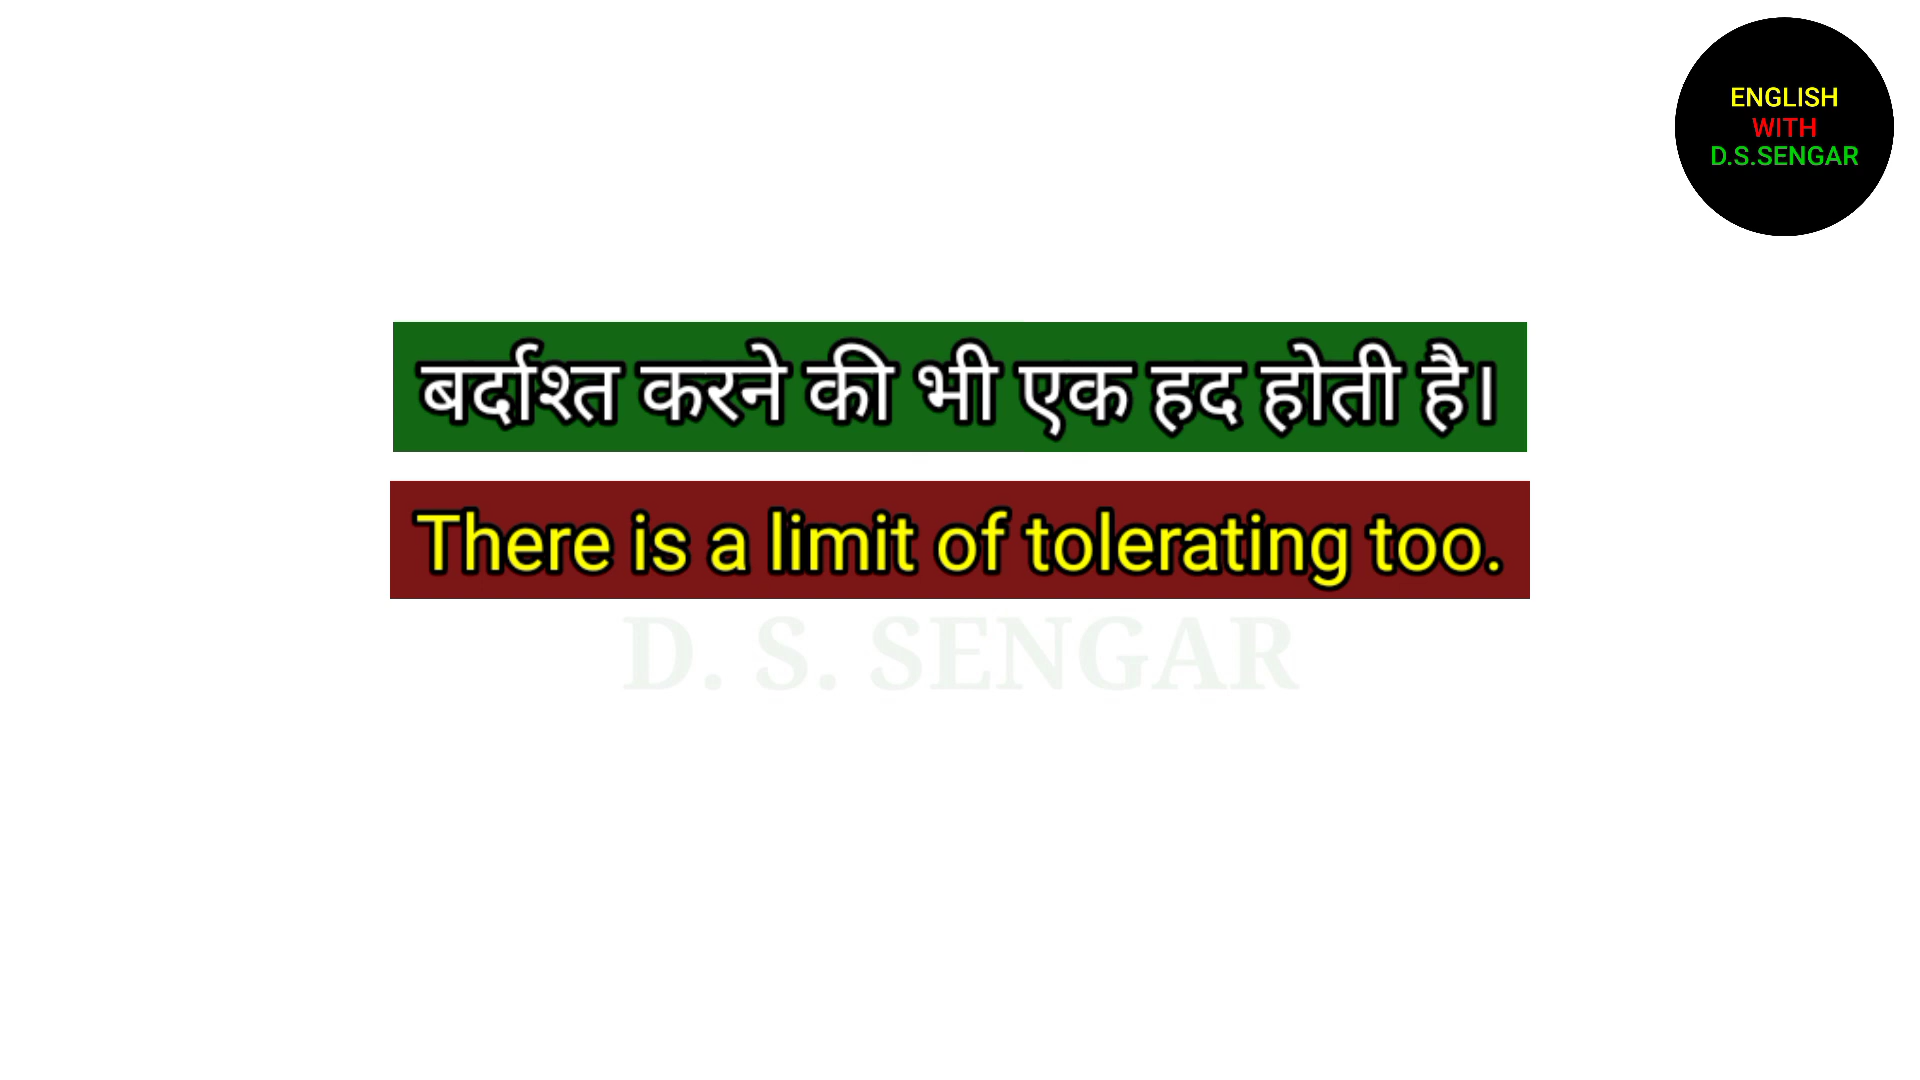 ENGLISH
WITH
D.S.SENGAR
बर्दाश्त करने की भी एक हद होती है।
There is a limit of tolerating too.
D. S. SENGAR